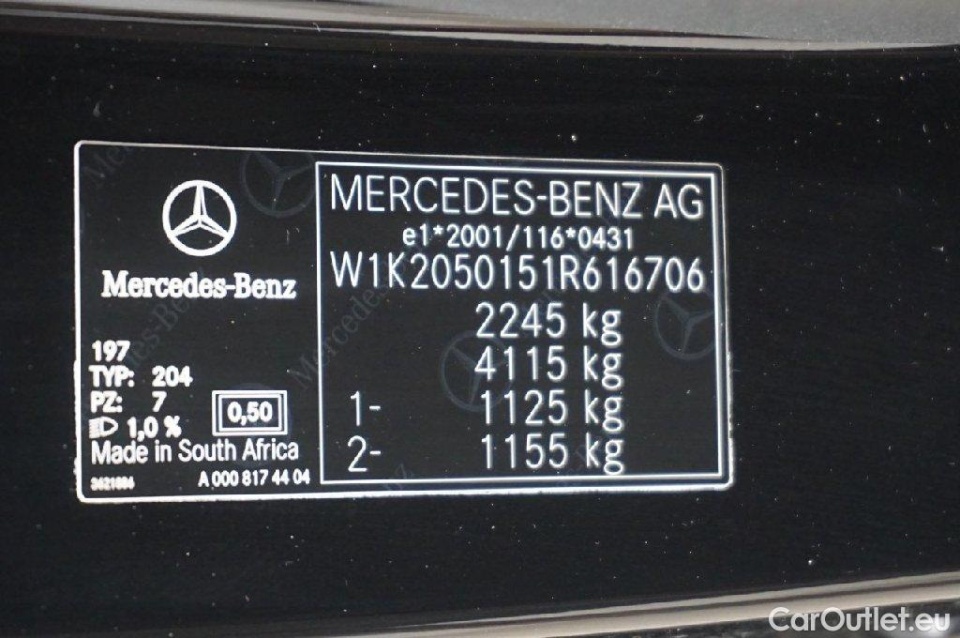 Mercedes-Benz
197
TYP: 204
PZ: 7
1,0 %
0,50
Made in South Africa
3621886
A 000 817 44 04
MERCEDES-BENZ AG
e1*2001/116*0431
W1K2050151R616706
2245 kg
4115 kg
1- 1125 kg
2- 1155 kg
CarOutlet.eu